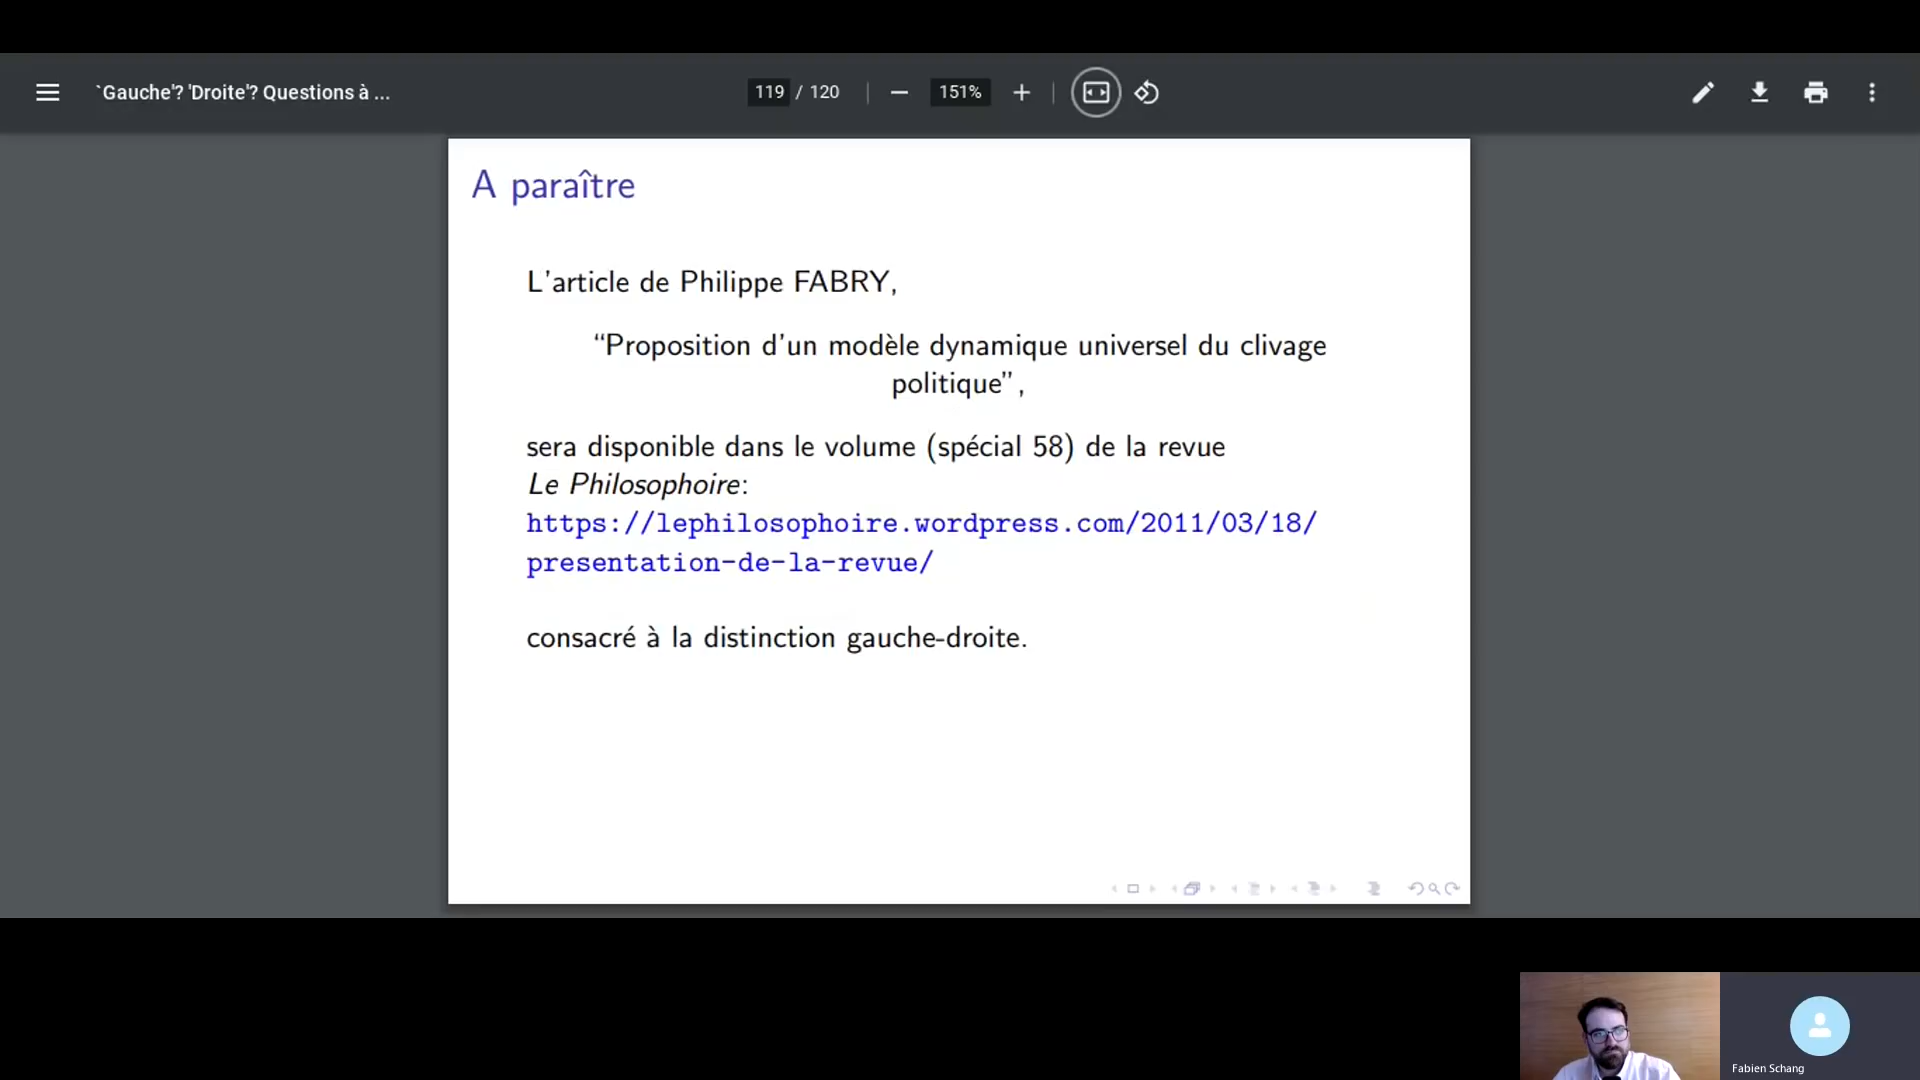 `Gauche'? 'Droite'? Questions à ...
119 / 120
151%
A paraître
L'article de Philippe FABRY,
“Proposition d'un modèle dynamique universel du clivage
politique”,
sera disponible dans le volume (spécial 58) de la revue
Le Philosophoire:
https://lephilosophoire.wordpress.com/2011/03/18/
presentation-de-la-revue/
consacré à la distinction gauche-droite.
Fabien Schang